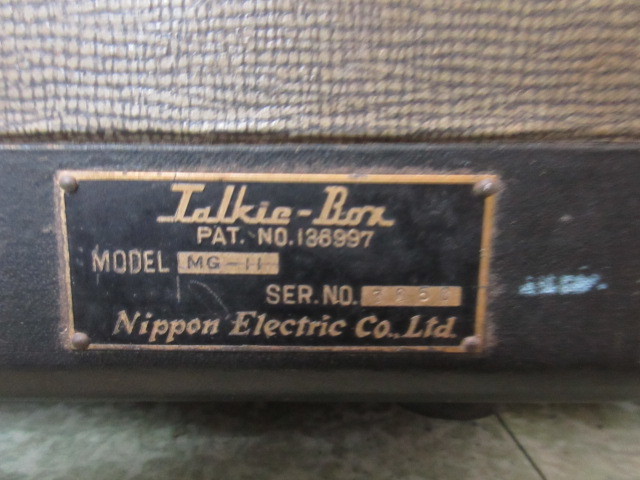 Talkie-Box
PAT. NO.136997
MODEL MG-11
SER.NO.
Nippon Electric Co., Ltd.